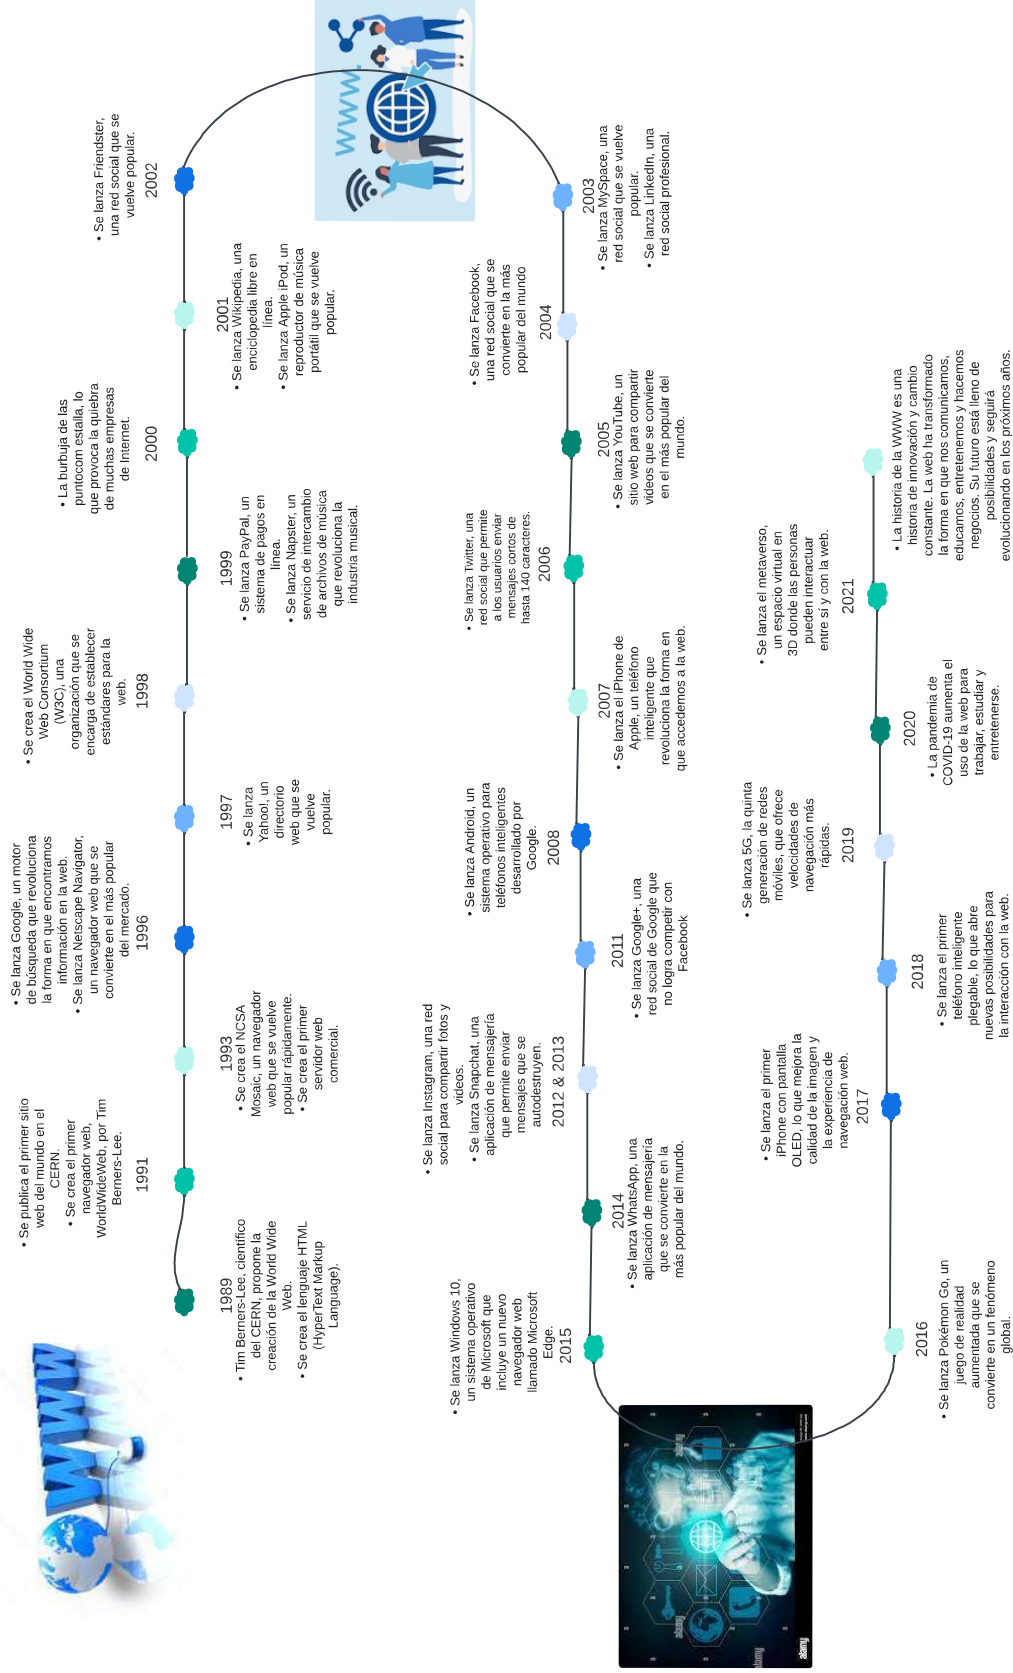 WWW
1989
• Tim Berners-Lee, científico
del CERN, propone la
creación de la World Wide
Web.
• Se crea el lenguaje HTML
(HyperText Markup
Language).
• Se publica el primer sitio
web del mundo en el
CERN.
• Se crea el primer
navegador web,
WorldWideWeb, por Tim
Berners-Lee.
1991
1993
• Se crea el NCSA
Mosaic, un navegador
web que se vuelve
popular rápidamente.
• Se crea el primer
servidor web
comercial.
• Se lanza Google, un motor
de búsqueda que revoluciona
la forma en que encontramos
información en la web.
• Se lanza Netscape Navigator,
un navegador web que se
convierte en el más popular
del mercado.
1996
1997
• Se lanza
Yahoo!, un
directorio
web que se
vuelve
popular.
• Se crea el World Wide
Web Consortium
(W3C), una
organización que se
encarga de establecer
estándares para la
web.
1998
1999
• Se lanza PayPal, un
sistema de pagos en
línea.
• Se lanza Napster, un
servicio de intercambio
de archivos de música
que revoluciona la
industria musical.
• La burbuja de las
puntocom estalla, lo
que provoca la quiebra
de muchas empresas
de Internet.
2000
2001
• Se lanza Wikipedia, una
enciclopedia libre en
línea.
• Se lanza Apple iPod, un
reproductor de música
portátil que se vuelve
popular.
• Se lanza Friendster,
una red social que se
vuelve popular.
2002
www.
2003
• Se lanza MySpace, una
red social que se vuelve
popular.
• Se lanza LinkedIn, una
red social profesional.
• Se lanza Facebook,
una red social que se
convierte en la más
popular del mundo
2004
2005
• Se lanza YouTube, un
sitio web para compartir
videos que se convierte
en el más popular del
mundo.
• Se lanza Twitter, una
red social que permite
a los usuarios enviar
mensajes cortos de
hasta 140 caracteres.
2006
2007
• Se lanza el iPhone de
Apple, un teléfono
inteligente que
revoluciona la forma en
que accedemos a la web.
• Se lanza Android, un
sistema operativo para
teléfonos inteligentes
desarrollado por
Google.
2008
2011
• Se lanza Google+, una
red social de Google que
no logra competir con
Facebook
• Se lanza Instagram, una red
social para compartir fotos y
videos.
• Se lanza Snapchat, una
aplicación de mensajería
que permite enviar
mensajes que se
autodestruyen.
2012 & 2013
2014
• Se lanza WhatsApp, una
aplicación de mensajería
que se convierte en la
más popular del mundo.
• Se lanza Windows 10,
un sistema operativo
de Microsoft que
incluye un nuevo
navegador web
llamado Microsoft
Edge.
2015
alamy
alamy
alamy
alamy
2016
• Se lanza Pokémon Go, un
juego de realidad
aumentada que se
convierte en un fenómeno
global.
• Se lanza el primer
iPhone con pantalla
OLED, lo que mejora la
calidad de la imagen y
la experiencia de
navegación web.
2017
2018
• Se lanza el primer
teléfono inteligente
plegable, lo que abre
nuevas posibilidades para
la interacción con la web.
• Se lanza 5G, la quinta
generación de redes
móviles, que ofrece
velocidades de
navegación más
rápidas.
2019
2020
• La pandemia de
COVID-19 aumenta el
uso de la web para
trabajar, estudiar y
entretenerse.
• Se lanza el metaverso,
un espacio virtual en
3D donde las personas
pueden interactuar
entre sí y con la web.
2021
• La historia de la WWW es una
historia de innovación y cambio
constante. La web ha transformado
la forma en que nos comunicamos,
educamos, entretenemos y hacemos
negocios. Su futuro está lleno de
posibilidades y seguirá
evolucionando en los próximos años.